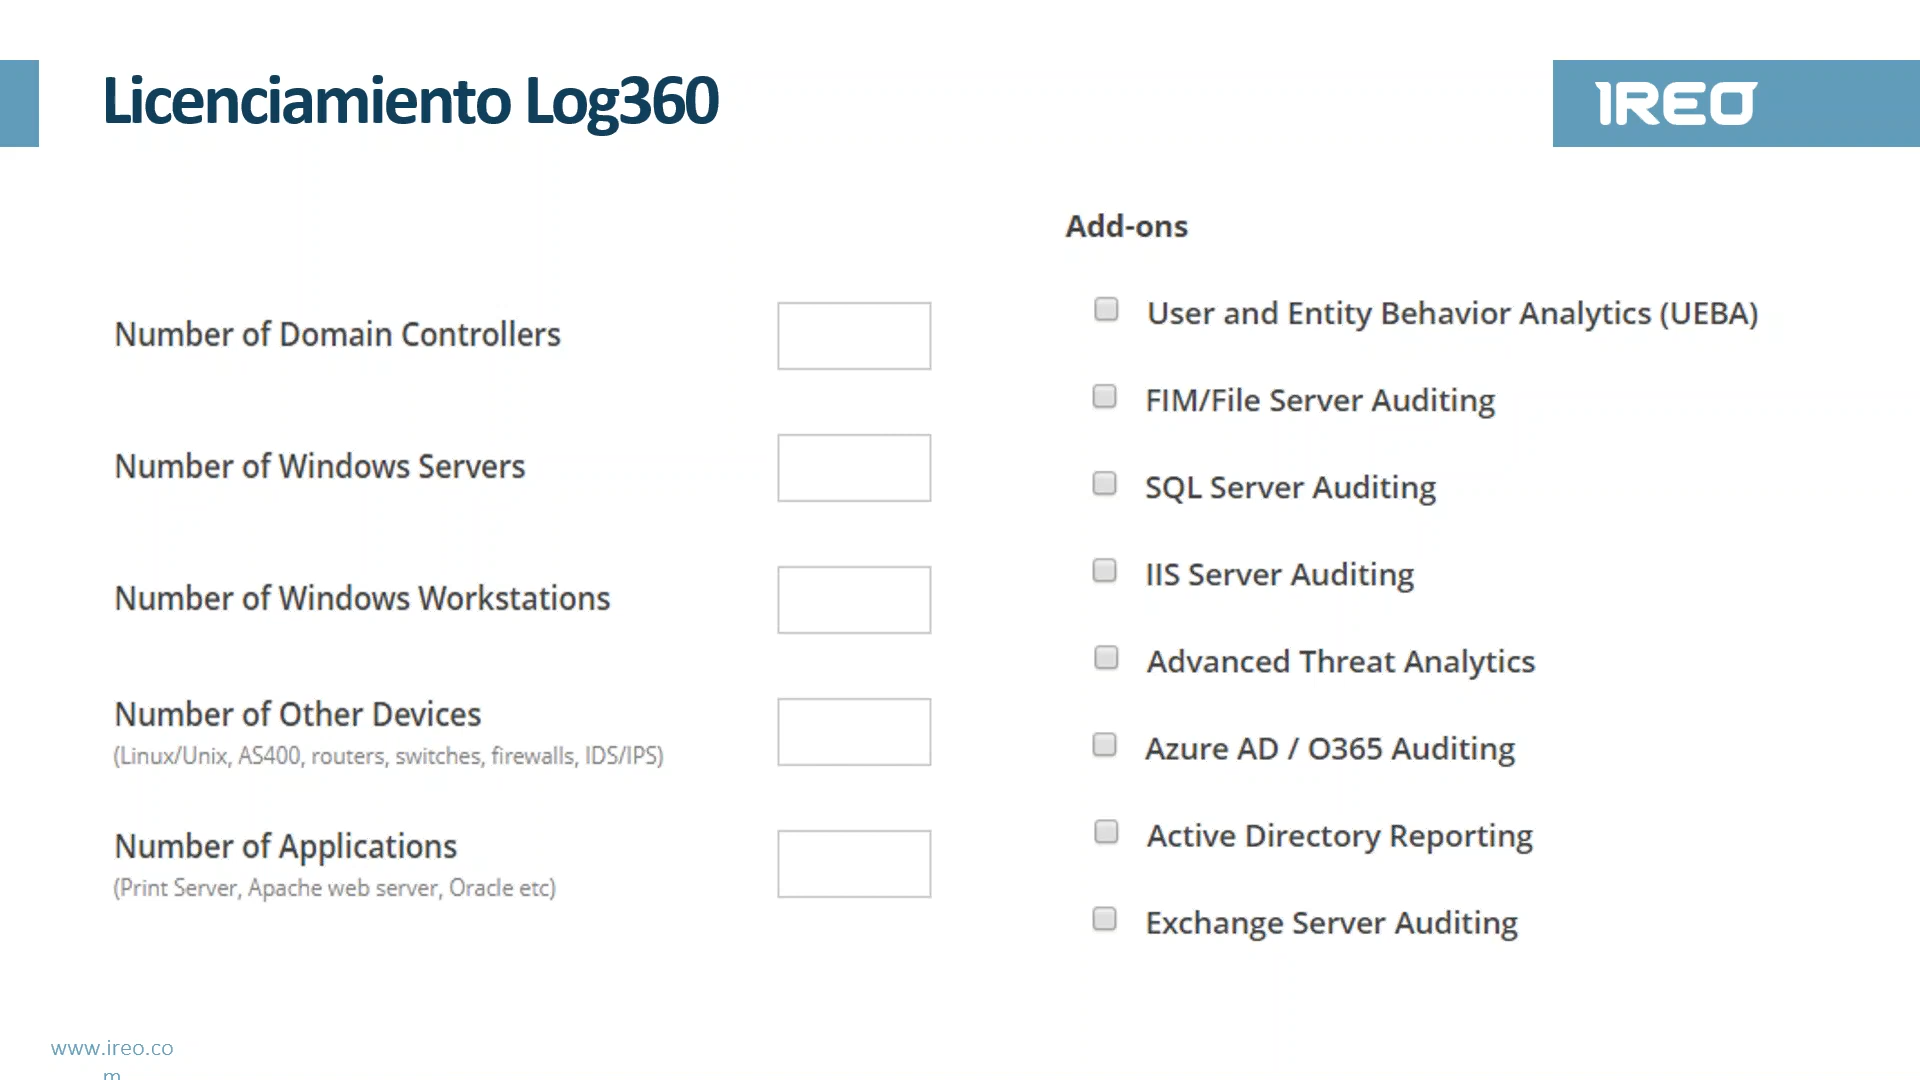 Licenciamiento Log360
IREO
Number of Domain Controllers
Number of Windows Servers
Number of Windows Workstations
Number of Other Devices
(Linux/Unix, AS400, routers, switches, firewalls, IDS/IPS)
Number of Applications
(Print Server, Apache web server, Oracle etc)
Add-ons
User and Entity Behavior Analytics (UEBA)
FIM/File Server Auditing
SQL Server Auditing
IIS Server Auditing
Advanced Threat Analytics
Azure AD / O365 Auditing
Active Directory Reporting
Exchange Server Auditing
www.ireo.co
m